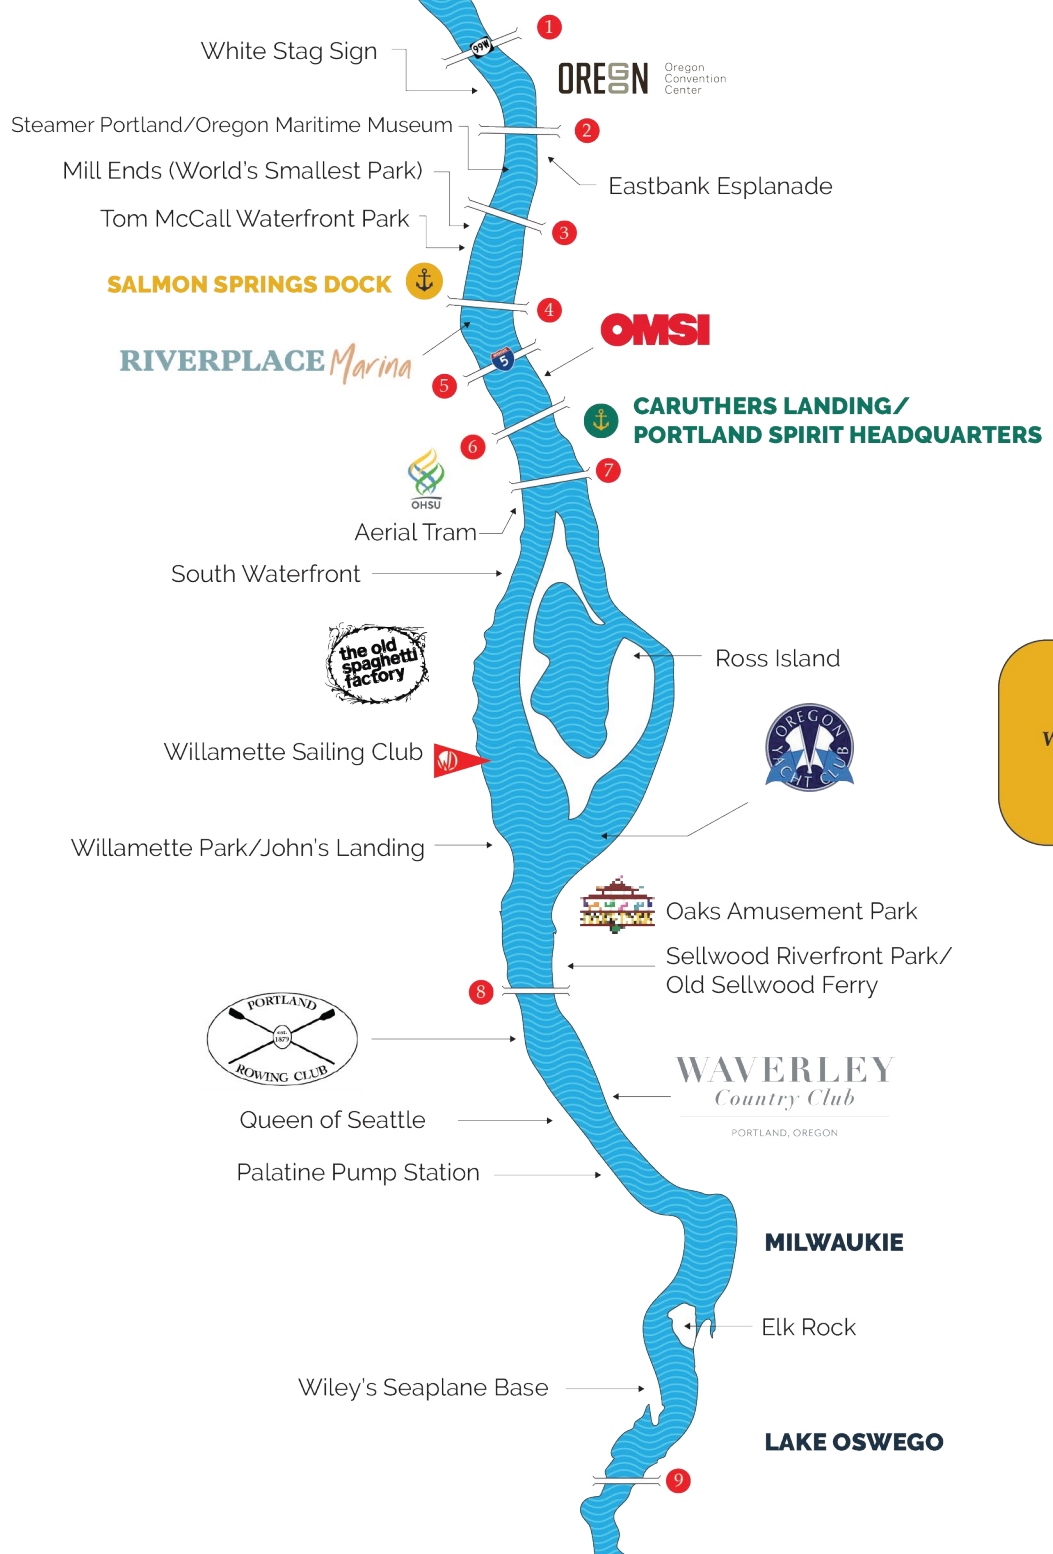 1
99W
White Stag Sign
OREGON
Oregon
Convention
Center
Steamer Portland/Oregon Maritime Museum
2
Mill Ends (World's Smallest Park)
Eastbank Esplanade
Tom McCall Waterfront Park
3
SALMON SPRINGS DOCK
4
OMSI
RIVERPLACE Marina
5
5
CARUTHERS LANDING/
PORTLAND SPIRIT HEADQUARTERS
6
7
OHSU
Aerial Tram
South Waterfront
the old
spaghetti
factory
Ross Island
OREGON
YACHT CLUB
Willamette Sailing Club
Willamette Park/John's Landing
Oaks Amusement Park
Sellwood Riverfront Park/
Old Sellwood Ferry
8
PORTLAND
est.
1879
ROWING CLUB
WAVERLEY
Country Club
PORTLAND, OREGON
Queen of Seattle
Palatine Pump Station
MILWAUKIE
Elk Rock
Wiley's Seaplane Base
LAKE OSWEGO
9